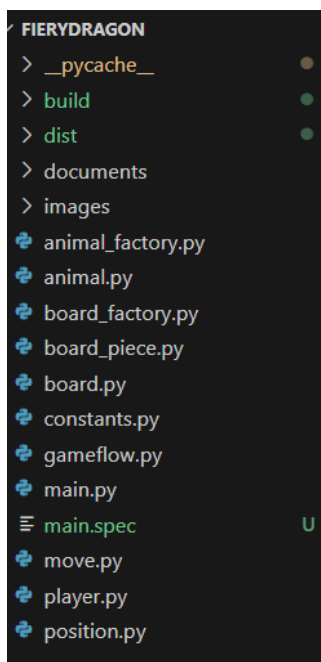 FIERYDRAGON
__pycache__
build
dist
documents
images
animal_factory.py
animal.py
board_factory.py
board_piece.py
board.py
constants.py
gameflow.py
main.py
main.spec U
move.py
player.py
position.py